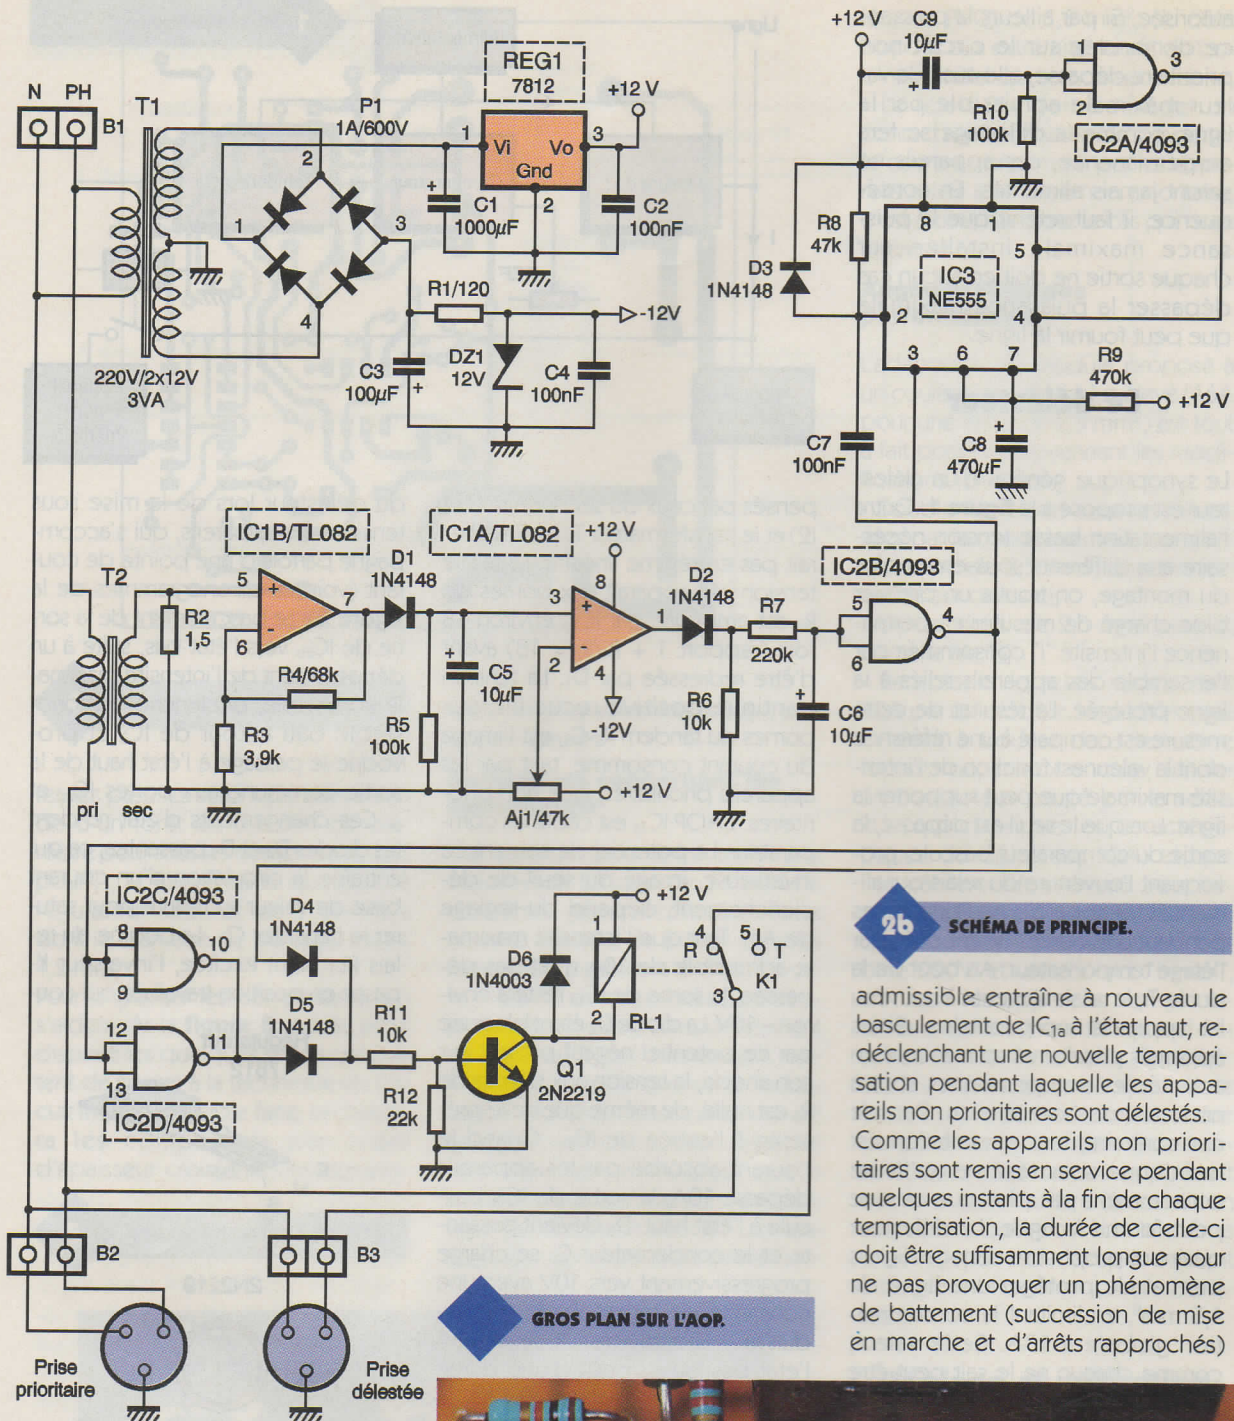 N PH
B1
T1
220V/2x12V
3VA
P1
1A/600V
1
2
3
4
REG1
7812
+12 V
1
Vi
Vo
3
Gnd
2
C1
1000µF
C2
100nF
R1/120
-12V
C3
100µF
DZ1
12V
C4
100nF
+12 V
C9
10µF
1
2
3
R10
100k
IC2A/4093
R8
47k
D3
1N4148
8
1
5
IC3
NE555
2
4
3
6
7
R9
470k
+12 V
C7
100nF
C8
470µF
T2
pri
sec
R2
1,5
IC1B/TL082
5
6
7
R4/68k
R3
3,9k
D1
1N4148
C5
10µF
R5
100k
IC1A/TL082
+12 V
3
2
8
4
1
-12V
Aj1/47k
+12 V
D2
1N4148
R7
220k
R6
10k
C6
10µF
IC2B/4093
5
6
4
IC2C/4093
8
9
10
D4
1N4148
12
13
11
D5
1N4148
IC2D/4093
R11
10k
R12
22k
Q1
2N2219
D6
1N4003
+12 V
1
2
RL1
4
R
5
T
K1
3
B2
B3
Prise
prioritaire
Prise
délestée
2b
SCHÉMA DE PRINCIPE.
admissible entraîne à nouveau le
basculement de IC1a à l'état haut, re-
déclenchant une nouvelle tempori-
sation pendant laquelle les appa-
reils non prioritaires sont délestés.
Comme les appareils non priori-
taires sont remis en service pendant
quelques instants à la fin de chaque
temporisation, la durée de celle-ci
doit être suffisamment longue pour
ne pas provoquer un phénomène
de battement (succession de mise
en marche et d'arrêts rapprochés)
GROS PLAN SUR L'AOP.